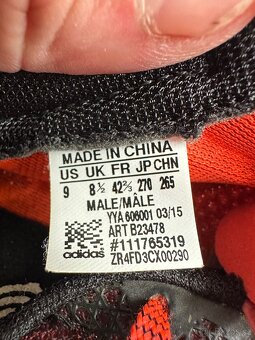 MADE IN CHINA
US UK FR JP CHN
9 8½ 42⅔ 270 265
MALE/MÂLE
YYA 606001 03/15
ART B23478
#111765319
adidas ZR4FD3CX00290